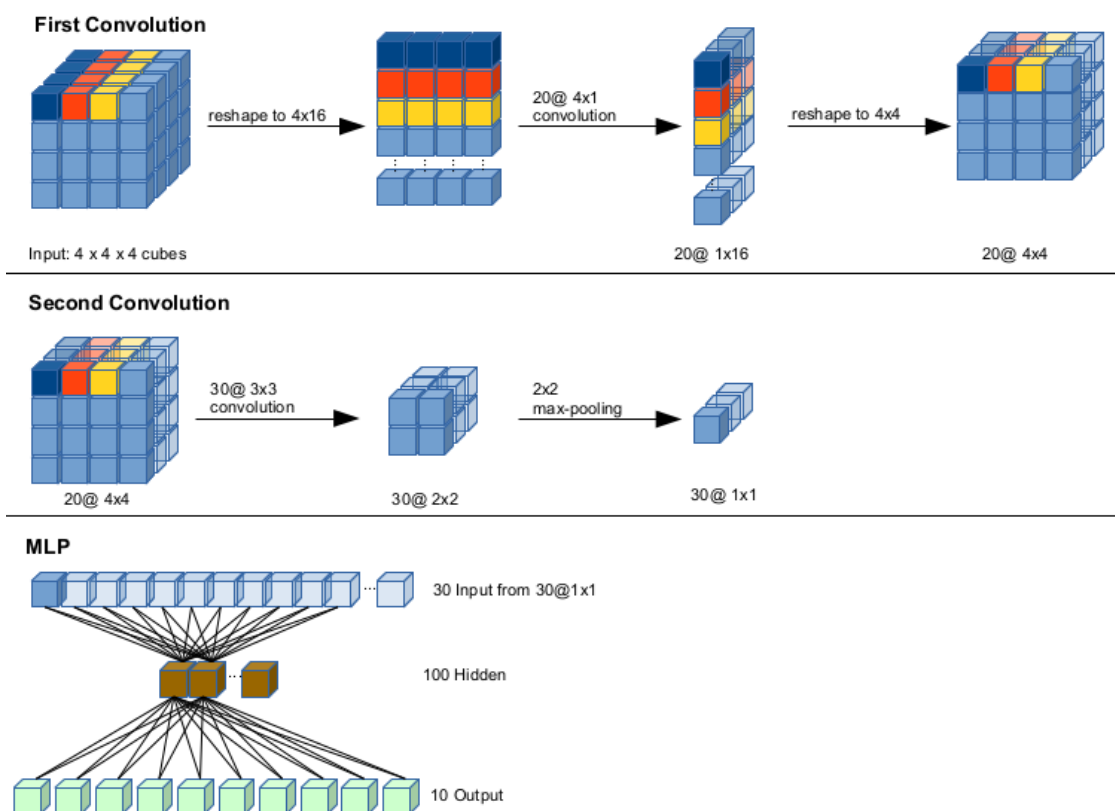 First Convolution
reshape to 4x16
20@ 4x1
convolution
reshape to 4x4
Input: 4 x 4 x 4 cubes
20@ 1x16
20@ 4x4
Second Convolution
30@ 3x3
convolution
2x2
max-pooling
20@ 4x4
30@ 2x2
30@ 1x1
MLP
30 Input from 30@1x1
100 Hidden
10 Output